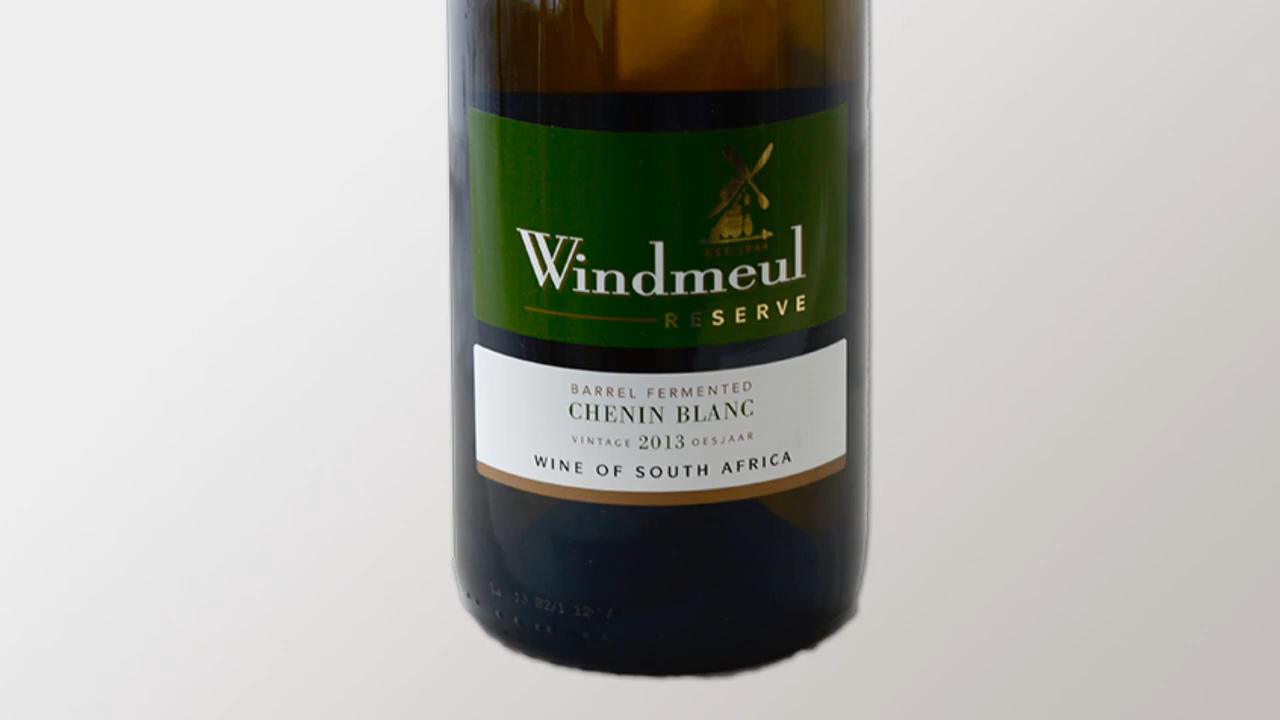 EST. 1944
Windmeul
RESERVE
BARREL FERMENTED
CHENIN BLANC
VINTAGE 2013 OESJAAR
WINE OF SOUTH AFRICA